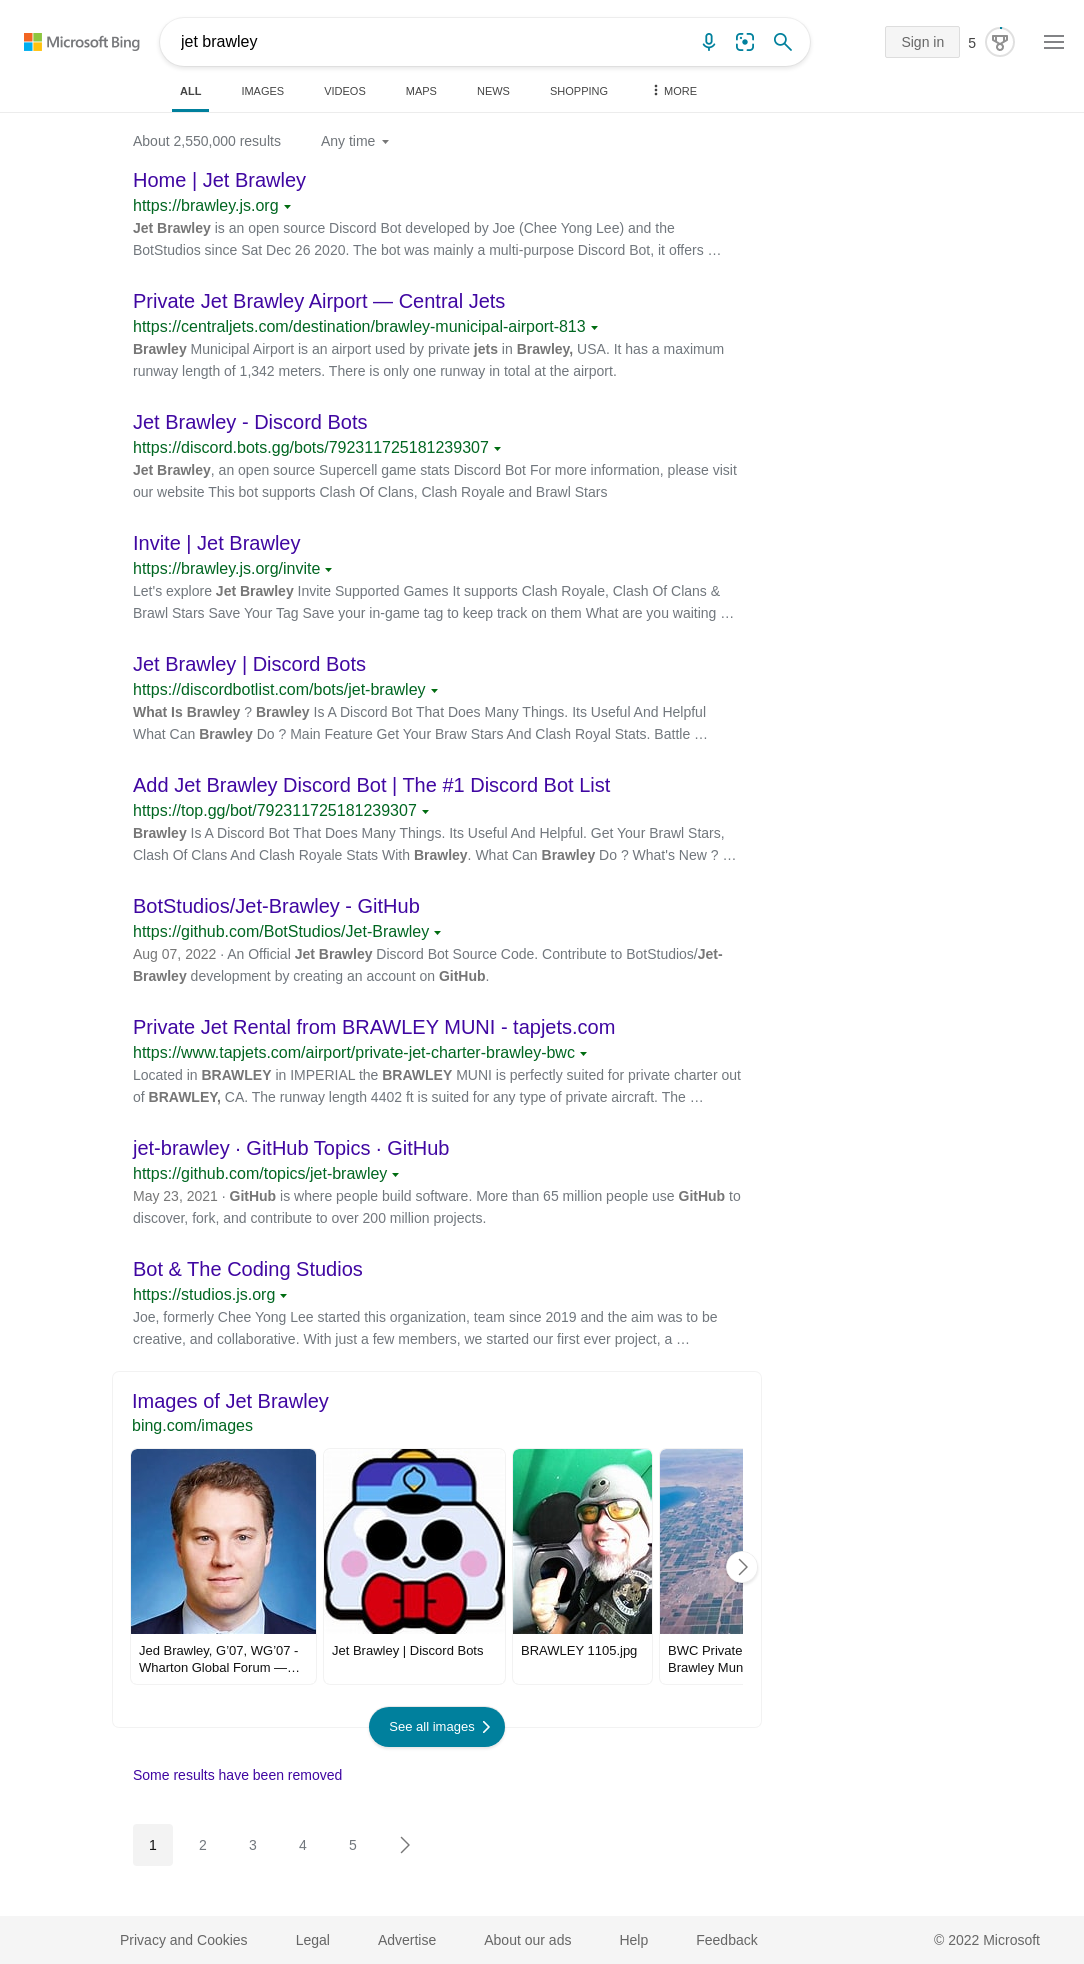 Microsoft Bing
jet brawley
Sign in
5
ALL
IMAGES
VIDEOS
MAPS
NEWS
SHOPPING
MORE
About 2,550,000 results
Any time
Home | Jet Brawley
https://brawley.js.org
Jet Brawley is an open source Discord Bot developed by Joe (Chee Yong Lee) and the
BotStudios since Sat Dec 26 2020. The bot was mainly a multi-purpose Discord Bot, it offers …
Private Jet Brawley Airport — Central Jets
https://centraljets.com/destination/brawley-municipal-airport-813
Brawley Municipal Airport is an airport used by private jets in Brawley, USA. It has a maximum
runway length of 1,342 meters. There is only one runway in total at the airport.
Jet Brawley - Discord Bots
https://discord.bots.gg/bots/792311725181239307
Jet Brawley, an open source Supercell game stats Discord Bot For more information, please visit
our website This bot supports Clash Of Clans, Clash Royale and Brawl Stars
Invite | Jet Brawley
https://brawley.js.org/invite
Let's explore Jet Brawley Invite Supported Games It supports Clash Royale, Clash Of Clans &
Brawl Stars Save Your Tag Save your in-game tag to keep track on them What are you waiting …
Jet Brawley | Discord Bots
https://discordbotlist.com/bots/jet-brawley
What Is Brawley ? Brawley Is A Discord Bot That Does Many Things. Its Useful And Helpful
What Can Brawley Do ? Main Feature Get Your Braw Stars And Clash Royal Stats. Battle …
Add Jet Brawley Discord Bot | The #1 Discord Bot List
https://top.gg/bot/792311725181239307
Brawley Is A Discord Bot That Does Many Things. Its Useful And Helpful. Get Your Brawl Stars,
Clash Of Clans And Clash Royale Stats With Brawley. What Can Brawley Do ? What's New ? …
BotStudios/Jet-Brawley - GitHub
https://github.com/BotStudios/Jet-Brawley
Aug 07, 2022 · An Official Jet Brawley Discord Bot Source Code. Contribute to BotStudios/Jet-
Brawley development by creating an account on GitHub.
Private Jet Rental from BRAWLEY MUNI - tapjets.com
https://www.tapjets.com/airport/private-jet-charter-brawley-bwc
Located in BRAWLEY in IMPERIAL the BRAWLEY MUNI is perfectly suited for private charter out
of BRAWLEY, CA. The runway length 4402 ft is suited for any type of private aircraft. The …
jet-brawley · GitHub Topics · GitHub
https://github.com/topics/jet-brawley
May 23, 2021 · GitHub is where people build software. More than 65 million people use GitHub to
discover, fork, and contribute to over 200 million projects.
Bot & The Coding Studios
https://studios.js.org
Joe, formerly Chee Yong Lee started this organization, team since 2019 and the aim was to be
creative, and collaborative. With just a few members, we started our first ever project, a …
Images of Jet Brawley
bing.com/images
Jed Brawley, G’07, WG’07 -
Wharton Global Forum —…
Jet Brawley | Discord Bots
BRAWLEY 1105.jpg
BWC Private
Brawley Mun
See all images
Some results have been removed
1
2
3
4
5
Privacy and Cookies
Legal
Advertise
About our ads
Help
Feedback
© 2022 Microsoft